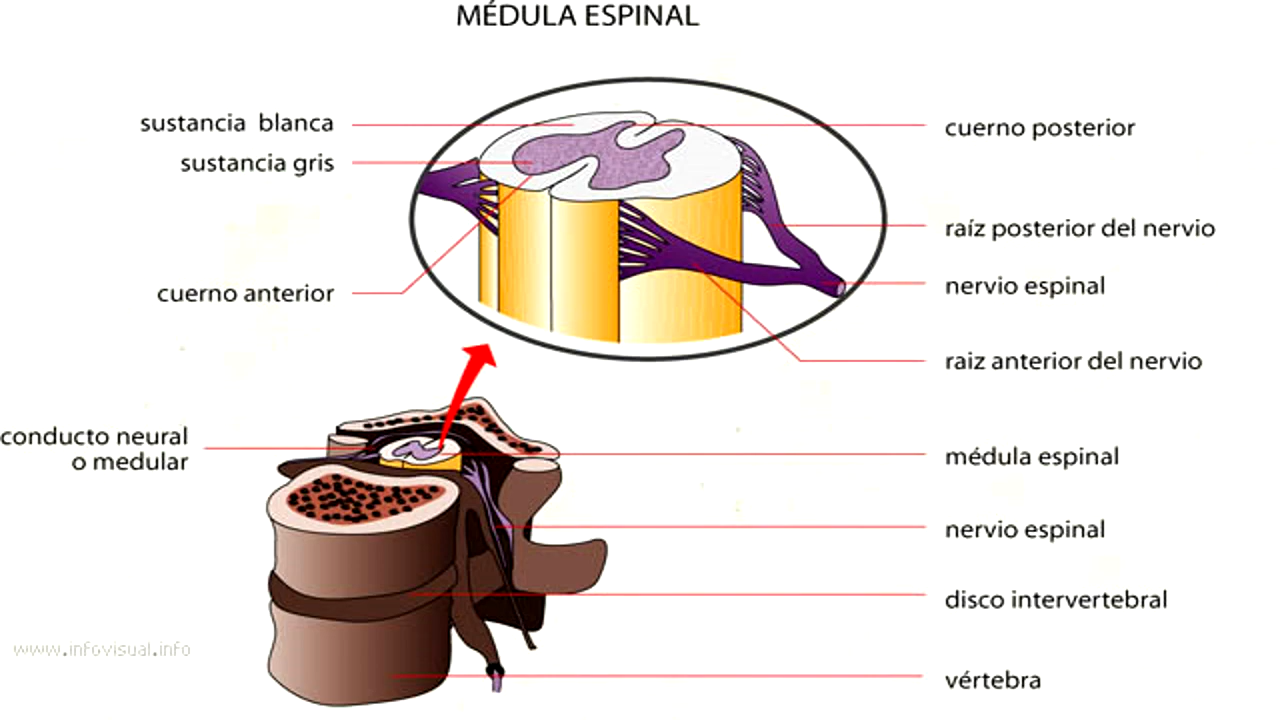 MÉDULA ESPINAL
sustancia blanca
sustancia gris
cuerno anterior
cuerno posterior
raíz posterior del nervio
nervio espinal
raiz anterior del nervio
conducto neural
o medular
médula espinal
nervio espinal
disco intervertebral
vértebra
www.infovisual.info